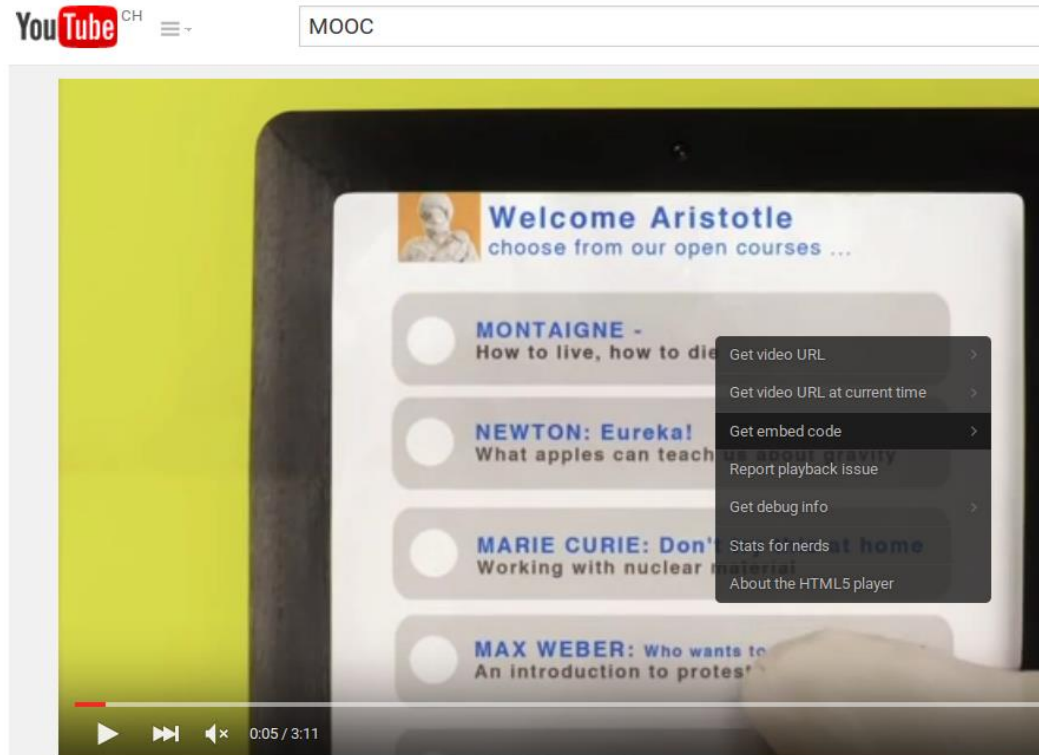 YouTube CH
MOOC
Welcome Aristotle
choose from our open courses ...
MONTAIGNE -
How to live, how to die
NEWTON: Eureka!
What apples can teach us about gravity
MARIE CURIE: Don't at home
Working with nuclear material
MAX WEBER: Who wants to
An introduction to protest
Get video URL
Get video URL at current time
Get embed code
Report playback issue
Get debug info
Stats for nerds
About the HTML5 player
0:05 / 3:11